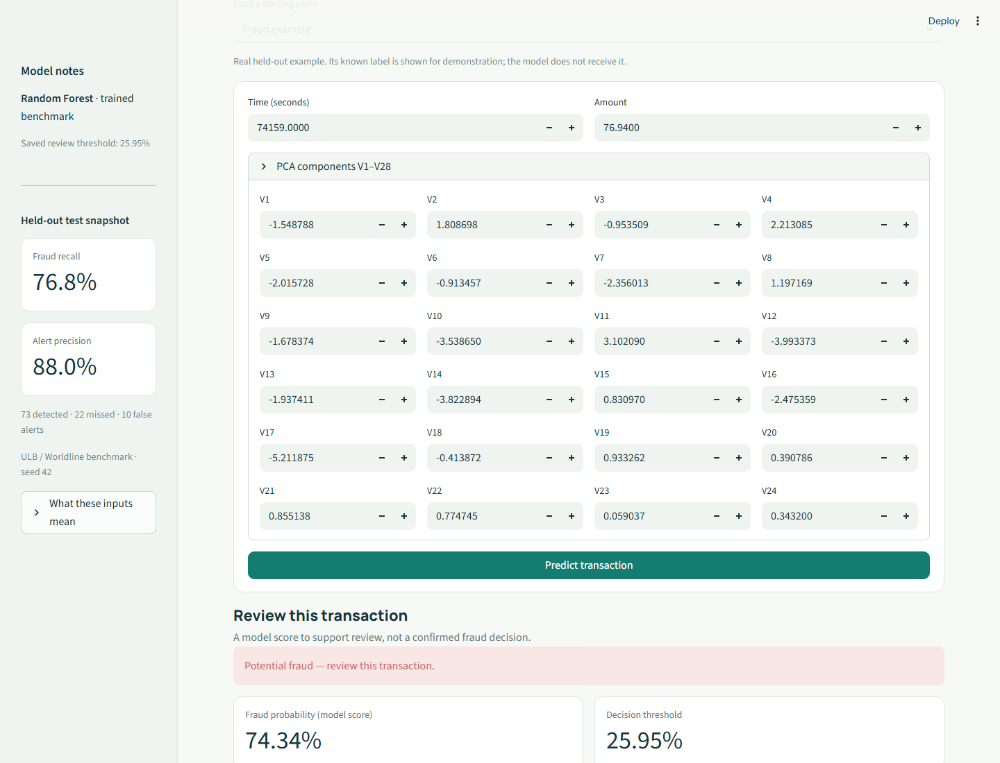 Model notes
Random Forest · trained
benchmark
Saved review threshold: 25.95%
Held-out test snapshot
Fraud recall
76.8%
Alert precision
88.0%
73 detected · 22 missed · 10 false
alerts
ULB / Worldline benchmark ·
seed 42
What these inputs
mean
Deploy
Load a starting point
Fraud example
Real held-out example. Its known label is shown for demonstration; the model does not receive it.
Time (seconds) Amount
74159.0000 76.9400
PCA components V1–V28
V1 V2 V3 V4
-1.548788 1.808698 -0.953509 2.213085
V5 V6 V7 V8
-2.015728 -0.913457 -2.356013 1.197169
V9 V10 V11 V12
-1.678374 -3.538650 3.102090 -3.993373
V13 V14 V15 V16
-1.937411 -3.822894 0.830970 -2.475359
V17 V18 V19 V20
-5.211875 -0.413872 0.933262 0.390786
V21 V22 V23 V24
0.855138 0.774745 0.059037 0.343200
Predict transaction
Review this transaction
A model score to support review, not a confirmed fraud decision.
Potential fraud — review this transaction.
Fraud probability (model score) Decision threshold
74.34% 25.95%